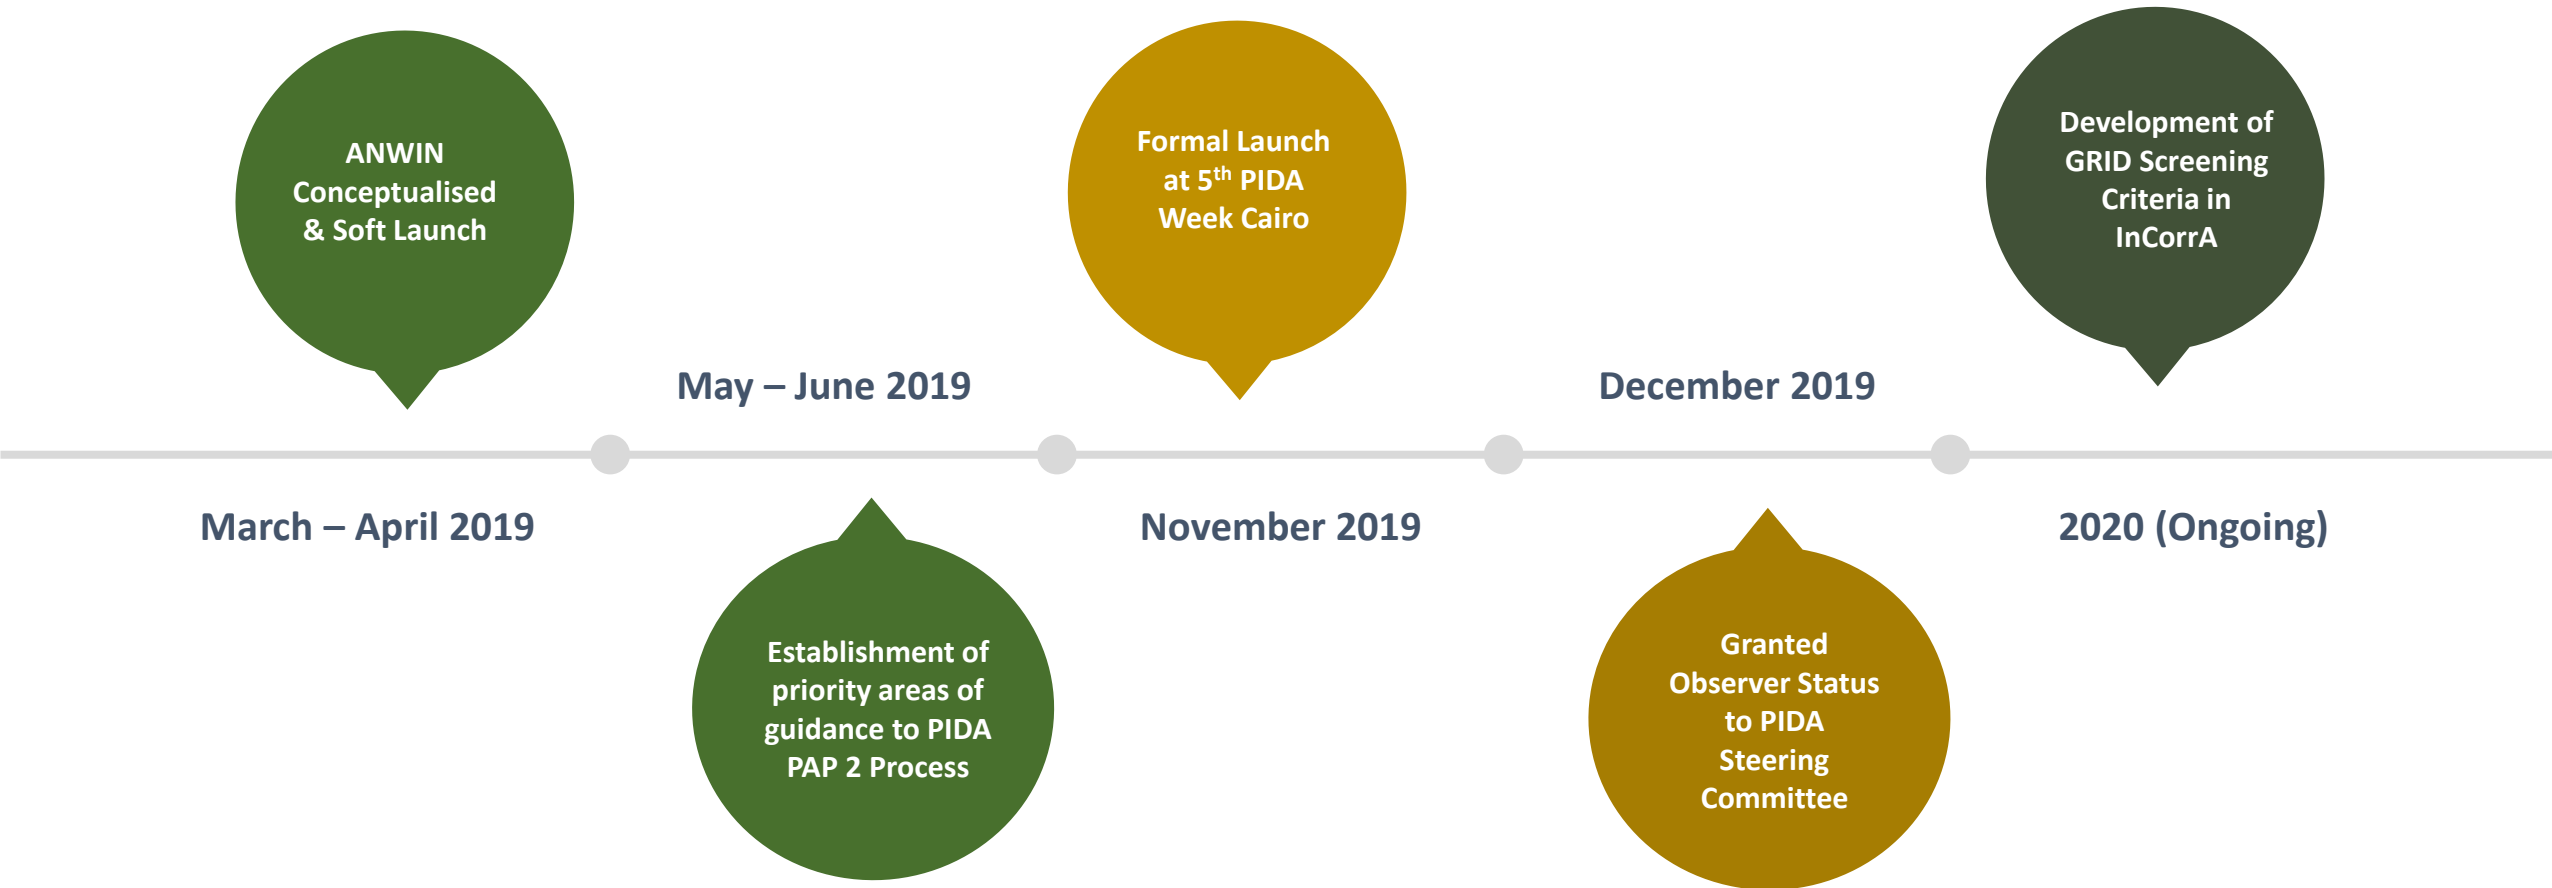 ANWIN
Conceptualised
& Soft Launch
March – April 2019
May – June 2019
Establishment of
priority areas of
guidance to PIDA
PAP 2 Process
Formal Launch
at 5th PIDA
Week Cairo
November 2019
December 2019
Granted
Observer Status
to PIDA
Steering
Committee
Development of
GRID Screening
Criteria in
InCorrA
2020 (Ongoing)